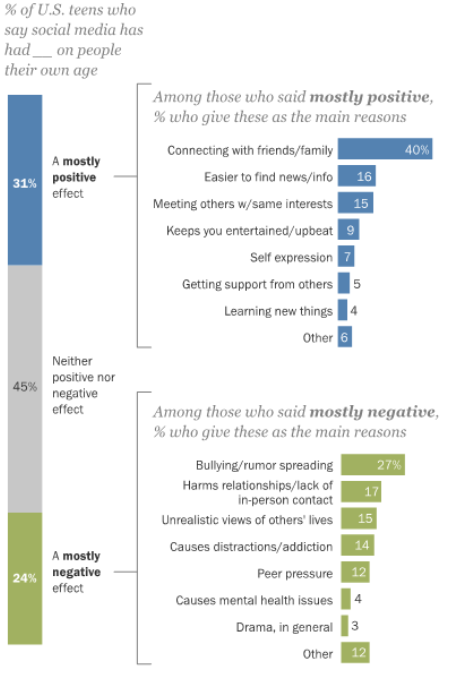 % of U.S. teens who
say social media has
had __ on people
their own age
31%
A mostly
positive
effect
45%
Neither
positive nor
negative
effect
24%
A mostly
negative
effect
Among those who said mostly positive,
% who give these as the main reasons
Connecting with friends/family 40%
Easier to find news/info 16
Meeting others w/same interests 15
Keeps you entertained/upbeat 9
Self expression 7
Getting support from others 5
Learning new things 4
Other 6
Among those who said mostly negative,
% who give these as the main reasons
Bullying/rumor spreading 27%
Harms relationships/lack of
in-person contact 17
Unrealistic views of others' lives 15
Causes distractions/addiction 14
Peer pressure 12
Causes mental health issues 4
Drama, in general 3
Other 12